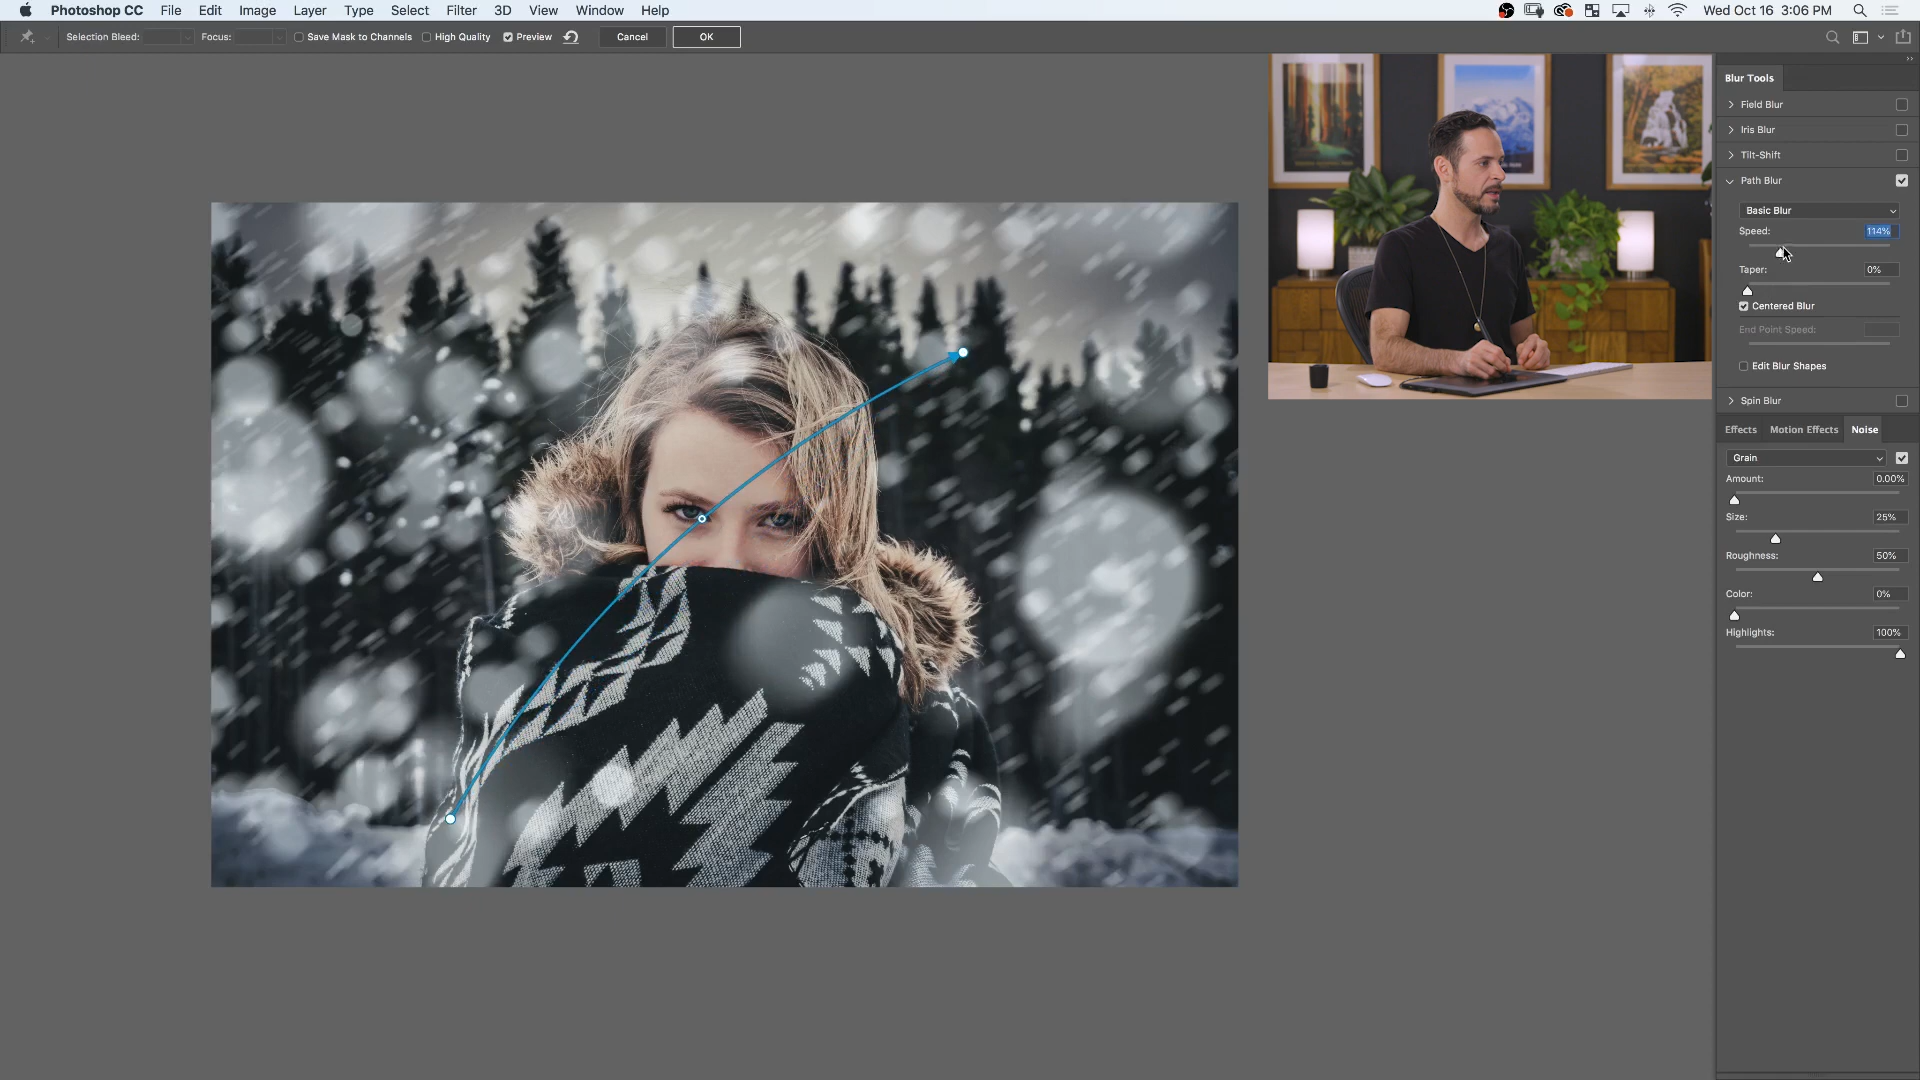 Photoshop CC File Edit Image Layer Type Select Filter 3D View Window Help Wed Oct 16 3:06 PM
Selection Bleed: Focus: Save Mask to Channels High Quality Preview Cancel OK
Blur Tools
Field Blur
Iris Blur
Tilt-Shift
Path Blur
Basic Blur
Speed: 114%
Taper: 0%
Centered Blur
End Point Speed:
Edit Blur Shapes
Spin Blur
Effects Motion Effects Noise
Grain
Amount: 0.00%
Size: 25%
Roughness: 50%
Color: 0%
Highlights: 100%